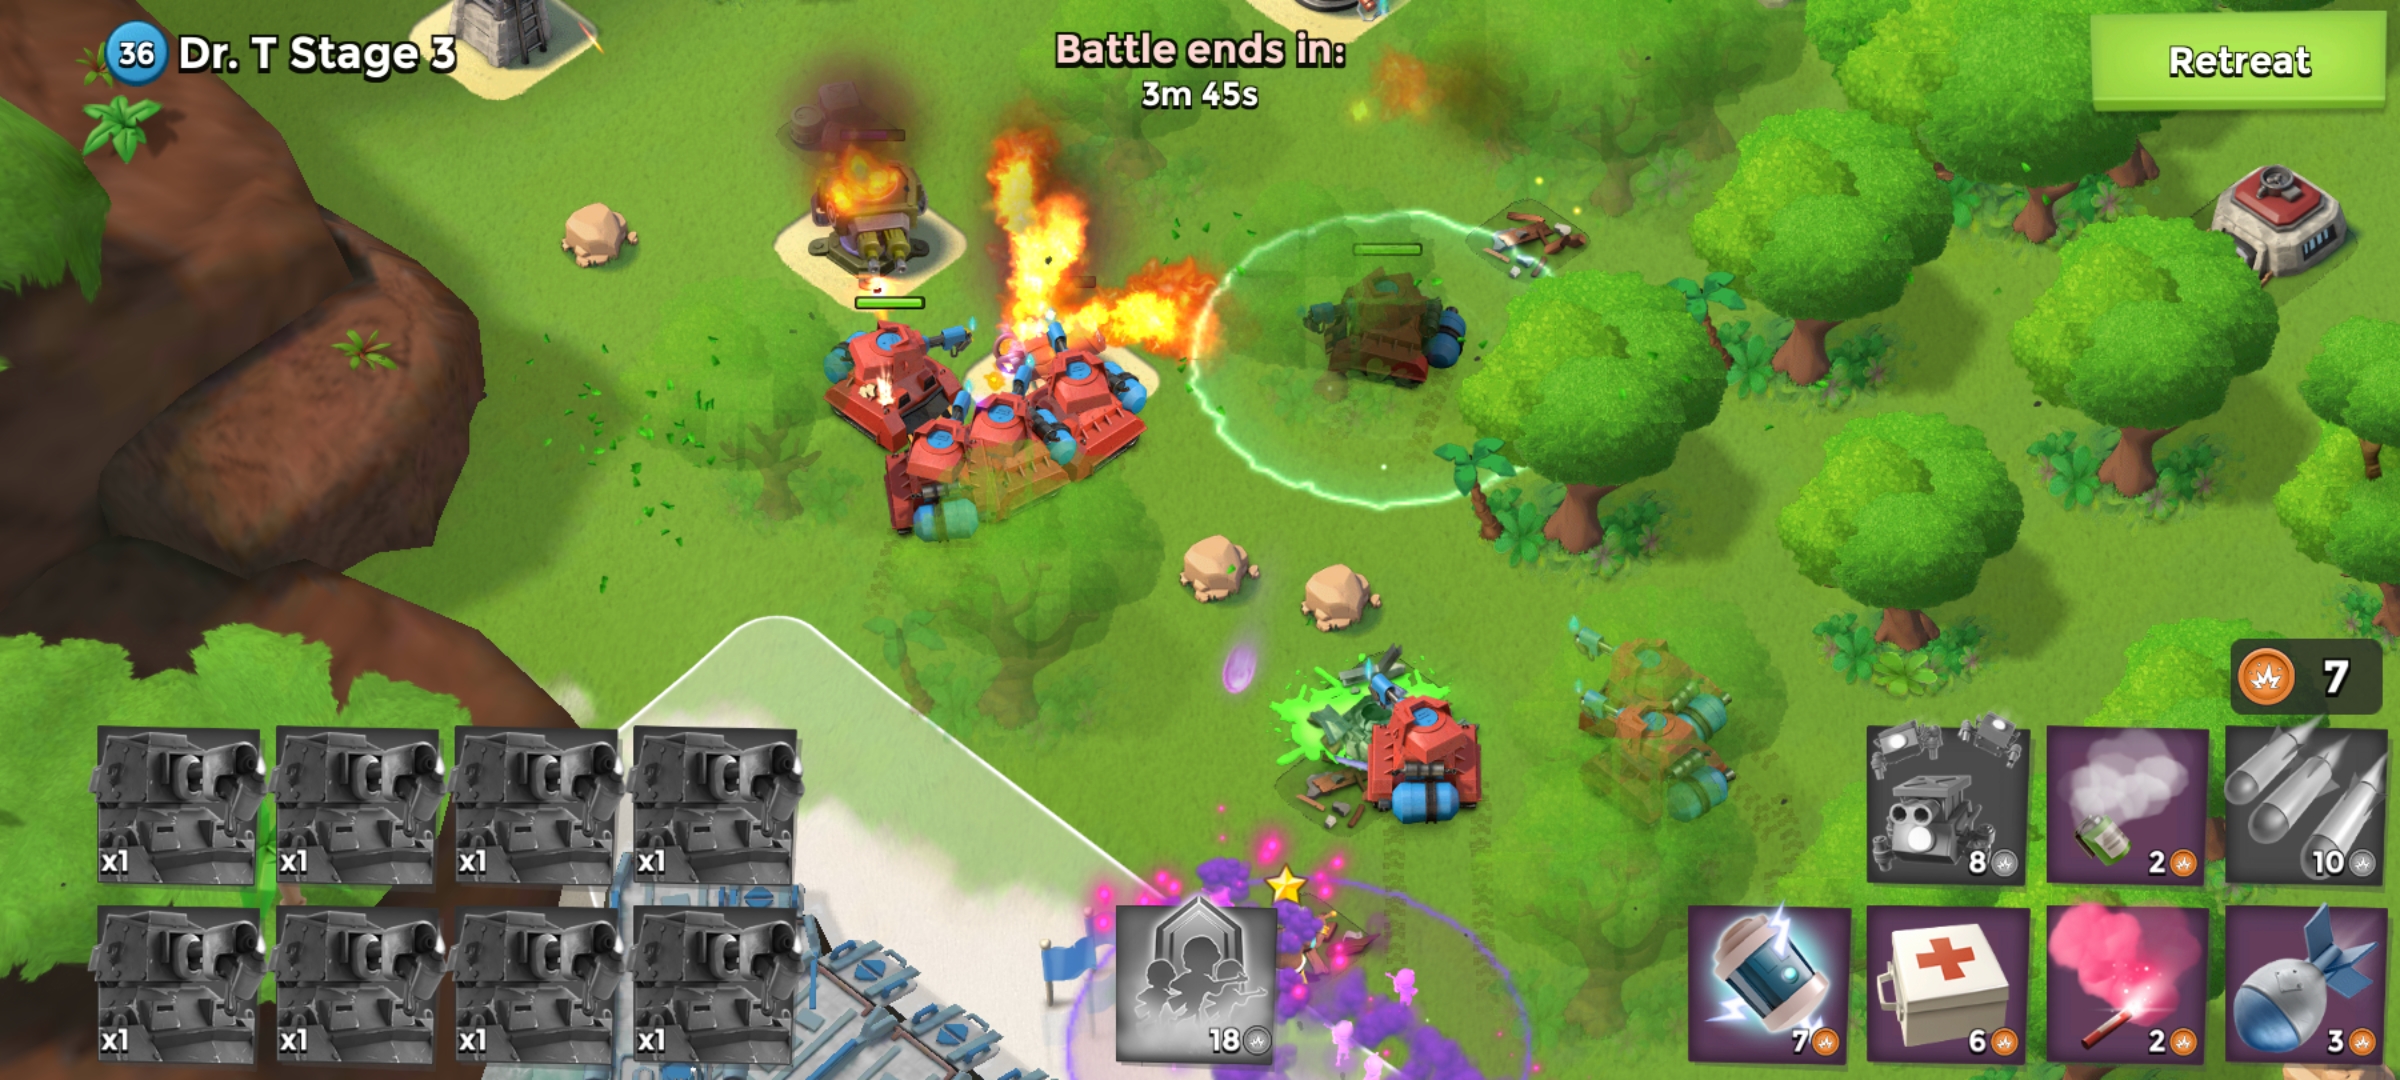 36 Dr. T Stage 3
Battle ends in:
3m 45s
Retreat
7
x1
x1
x1
x1
8
2
10
x1
x1
x1
x1
18
7
6
2
3